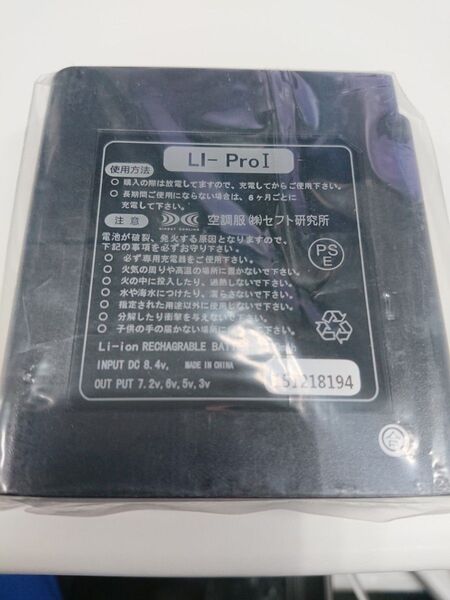 LI- ProI
使用方法
○ 購入の際は放電してますので、充電してからご使用下さい。
○ 長期間ご使用にならない場合は、6ヶ月ごとに
充電して下さい。
注 意 DIRECT COOLING 空調服 ㈱セフト研究所
電池が破裂、発火する原因となりますので、
下記の事項を必ずお守り下さい。
PS
E
○ 必ず専用充電器をご使用下さい。
○ 火気の周りや高温の場所に置かないで下さい。
○ 火の中に投入したり、過熱しないで下さい。
○ 水や海水につけたり、濡らさないで下さい。
○ 指定された用途以外に使用しないで下さい。
○ 分解したり衝撃を与えないで下さい。
○ 子供の手の届かない場所に
Li-ion RECHAGRABLE
INPUT DC 8.4v, MADE IN CHINA
OUT PUT 7.2v, 6v, 5v, 3v
151218194
合